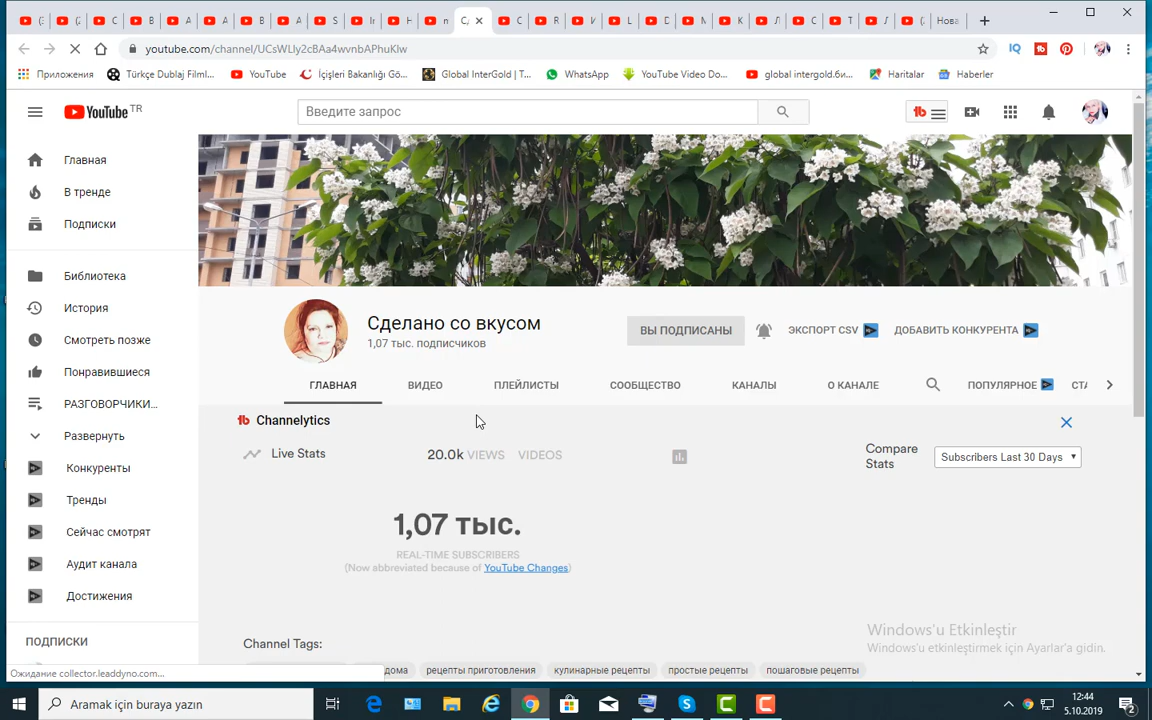 Нова
youtube.com/channel/UCsWLly2cBAa4wvnbAPhuKlw
Приложения
Türkçe Dublaj Filml...
YouTube
İçişleri Bakanlığı Gö...
Global InterGold | T...
WhatsApp
YouTube Video Do...
global intergold.би...
Haritalar
Haberler
YouTube TR
Введите запрос
Главная
В тренде
Подписки
Библиотека
История
Смотреть позже
Понравившиеся
РАЗГОВОРЧИКИ...
Развернуть
Конкуренты
Тренды
Сейчас смотрят
Аудит канала
Достижения
ПОДПИСКИ
Сделано со вкусом
1,07 тыс. подписчиков
ВЫ ПОДПИСАНЫ
ЭКСПОРТ CSV
ДОБАВИТЬ КОНКУРЕНТА
ГЛАВНАЯ
ВИДЕО
ПЛЕЙЛИСТЫ
СООБЩЕСТВО
КАНАЛЫ
О КАНАЛЕ
ПОПУЛЯРНОЕ
СТА
Channelytics
Live Stats
20.0k VIEWS VIDEOS
Compare
Stats
Subscribers Last 30 Days
1,07 тыс.
REAL-TIME SUBSCRIBERS
(Now abbreviated because of YouTube Changes)
Channel Tags:
дома
рецепты приготовления
кулинарные рецепты
простые рецепты
пошаговые рецепты
Windows'u Etkinleştir
Windows'u etkinleştirmek için Ayarlar'a gidin.
Ожидание collector.leaddyno.com...
Aramak için buraya yazın
12:44
5.10.2019
2